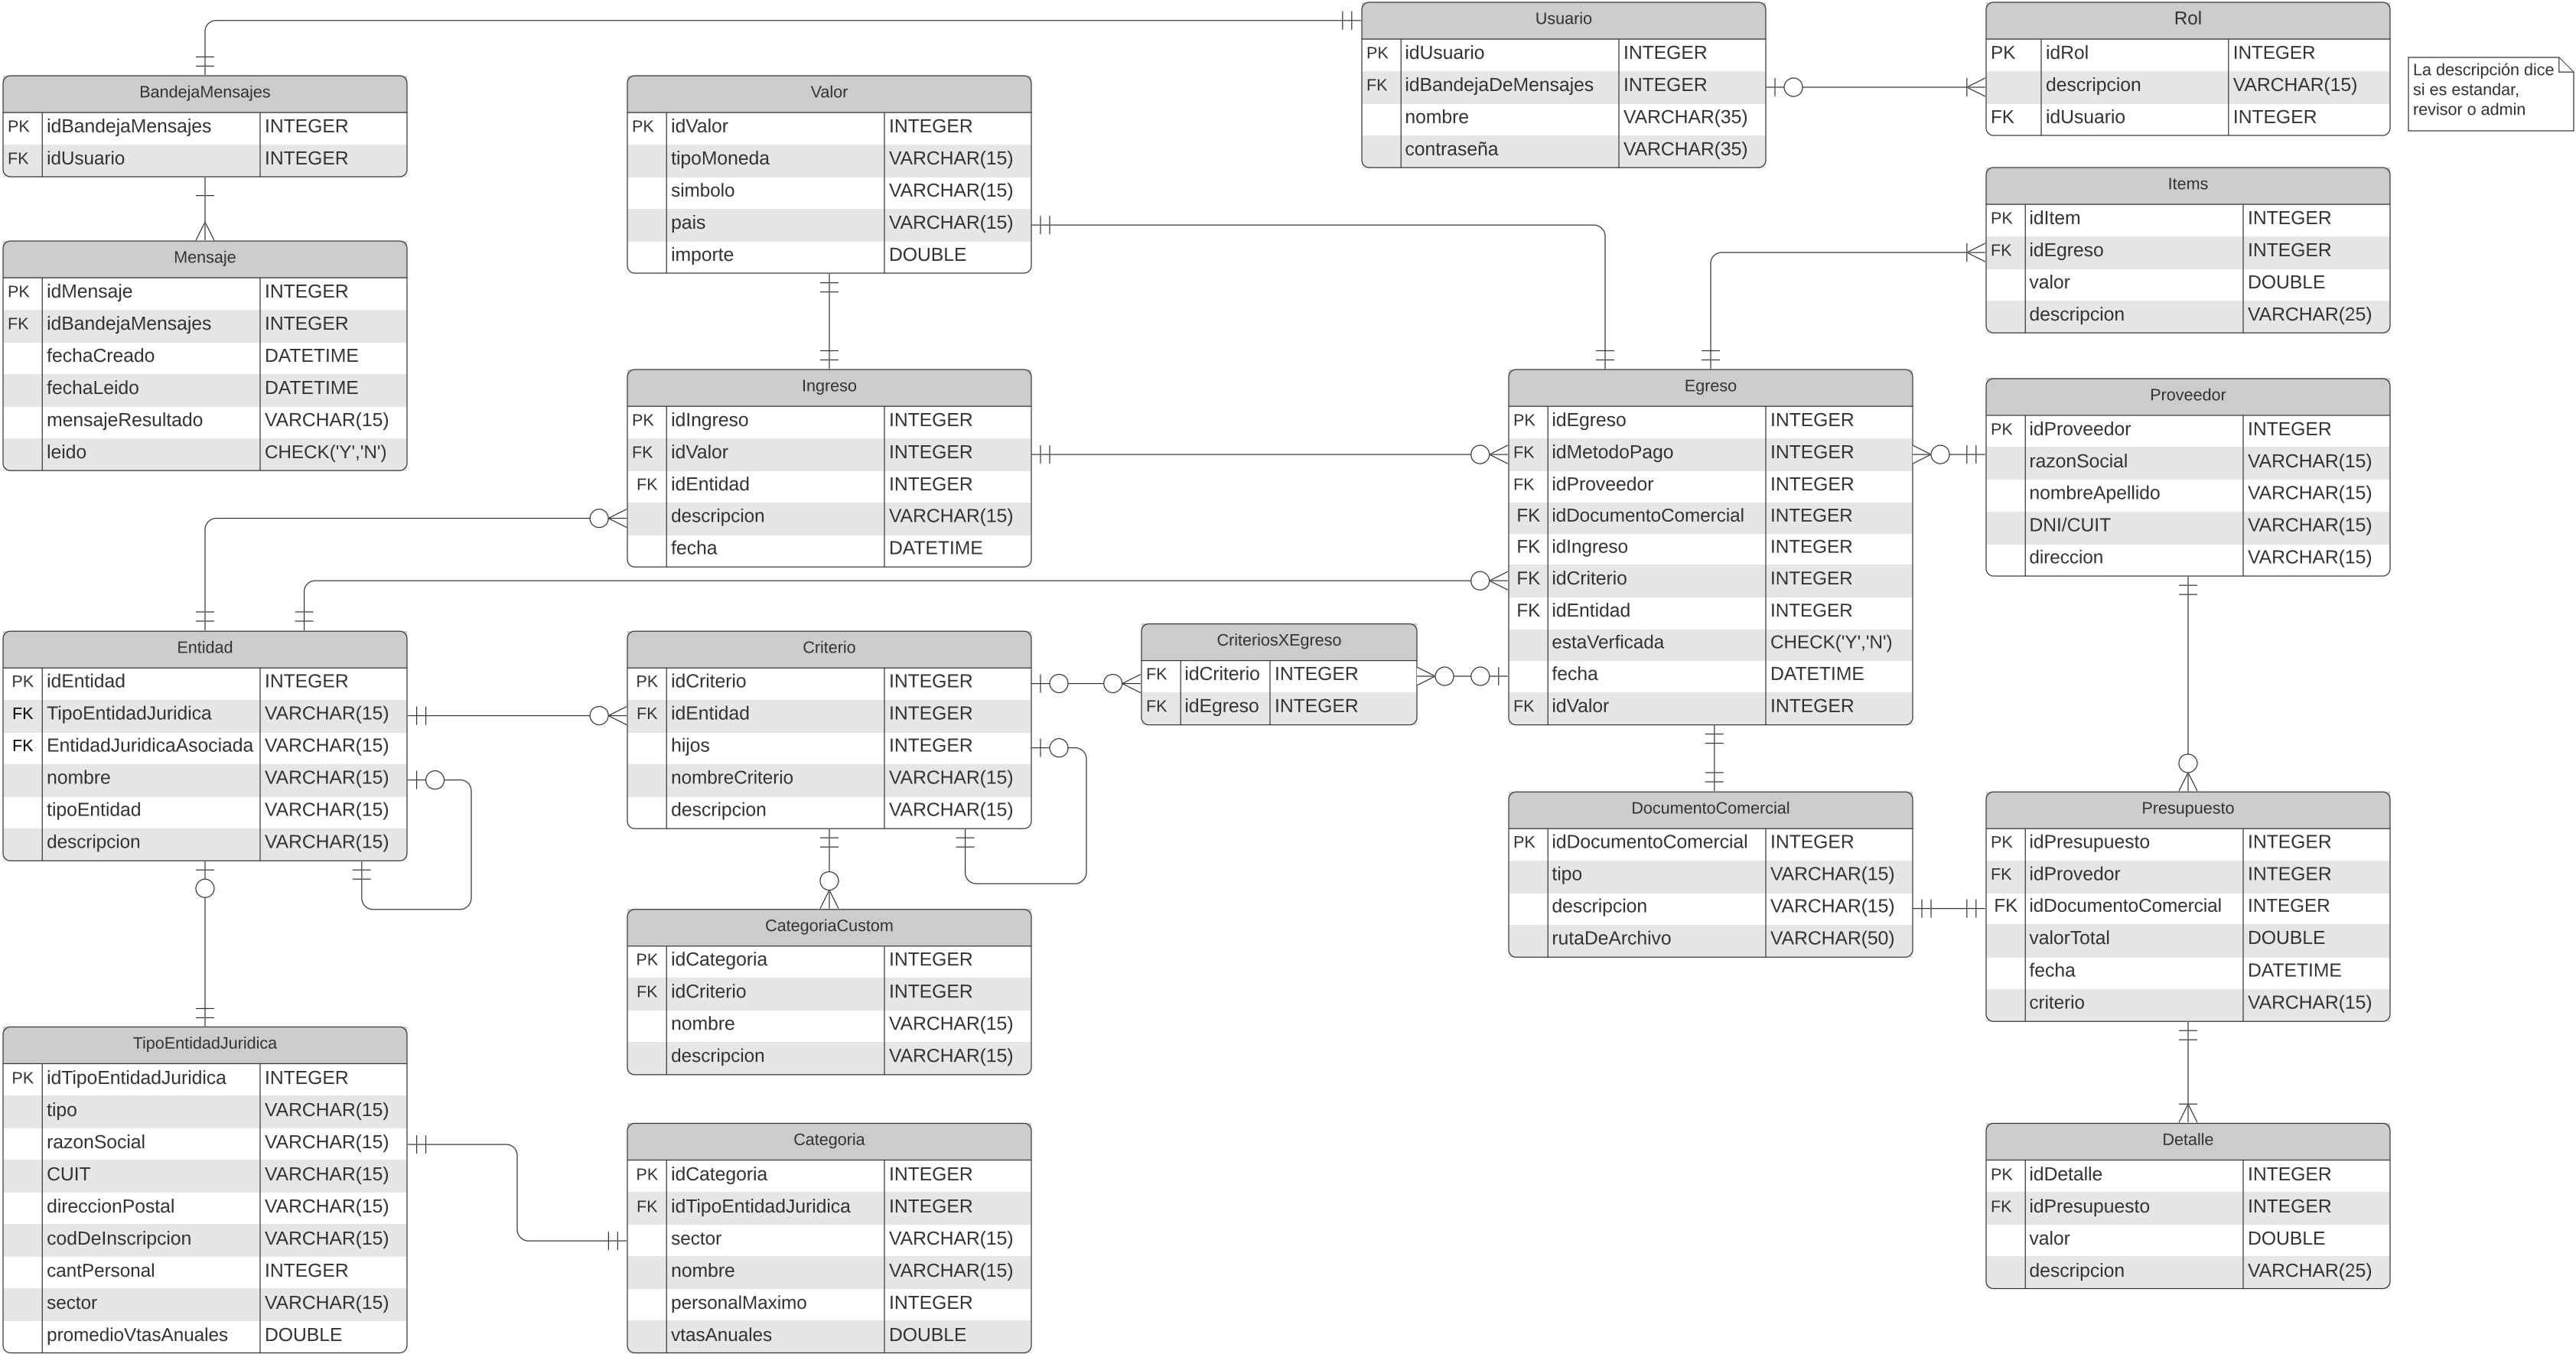 Usuario
PK idUsuario INTEGER
FK idBandejaDeMensajes INTEGER
nombre VARCHAR(35)
contraseña VARCHAR(35)
Rol
PK idRol INTEGER
descripcion VARCHAR(15)
FK idUsuario INTEGER
La descripción dice
si es estandar,
revisor o admin
BandejaMensajes
PK idBandejaMensajes INTEGER
FK idUsuario INTEGER
Valor
PK idValor INTEGER
tipoMoneda VARCHAR(15)
simbolo VARCHAR(15)
pais VARCHAR(15)
importe DOUBLE
Items
PK idItem INTEGER
FK idEgreso INTEGER
valor DOUBLE
descripcion VARCHAR(25)
Mensaje
PK idMensaje INTEGER
FK idBandejaMensajes INTEGER
fechaCreado DATETIME
fechaLeido DATETIME
mensajeResultado VARCHAR(15)
leido CHECK('Y','N')
Ingreso
PK idIngreso INTEGER
FK idValor INTEGER
FK idEntidad INTEGER
descripcion VARCHAR(15)
fecha DATETIME
Egreso
PK idEgreso INTEGER
FK idMetodoPago INTEGER
FK idProveedor INTEGER
FK idDocumentoComercial INTEGER
FK idIngreso INTEGER
FK idCriterio INTEGER
FK idEntidad INTEGER
estaVerficada CHECK('Y','N')
fecha DATETIME
FK idValor INTEGER
Proveedor
PK idProveedor INTEGER
razonSocial VARCHAR(15)
nombreApellido VARCHAR(15)
DNI/CUIT VARCHAR(15)
direccion VARCHAR(15)
Entidad
PK idEntidad INTEGER
FK TipoEntidadJuridica VARCHAR(15)
FK EntidadJuridicaAsociada VARCHAR(15)
nombre VARCHAR(15)
tipoEntidad VARCHAR(15)
descripcion VARCHAR(15)
Criterio
PK idCriterio INTEGER
FK idEntidad INTEGER
hijos INTEGER
nombreCriterio VARCHAR(15)
descripcion VARCHAR(15)
CriteriosXEgreso
FK idCriterio INTEGER
FK idEgreso INTEGER
DocumentoComercial
PK idDocumentoComercial INTEGER
tipo VARCHAR(15)
descripcion VARCHAR(15)
rutaDeArchivo VARCHAR(50)
Presupuesto
PK idPresupuesto INTEGER
FK idProvedor INTEGER
FK idDocumentoComercial INTEGER
valorTotal DOUBLE
fecha DATETIME
criterio VARCHAR(15)
CategoriaCustom
PK idCategoria INTEGER
FK idCriterio INTEGER
nombre VARCHAR(15)
descripcion VARCHAR(15)
TipoEntidadJuridica
PK idTipoEntidadJuridica INTEGER
tipo VARCHAR(15)
razonSocial VARCHAR(15)
CUIT VARCHAR(15)
direccionPostal VARCHAR(15)
codDeInscripcion VARCHAR(15)
cantPersonal INTEGER
sector VARCHAR(15)
promedioVtasAnuales DOUBLE
Categoria
PK idCategoria INTEGER
FK idTipoEntidadJuridica INTEGER
sector VARCHAR(15)
nombre VARCHAR(15)
personalMaximo INTEGER
vtasAnuales DOUBLE
Detalle
PK idDetalle INTEGER
FK idPresupuesto INTEGER
valor DOUBLE
descripcion VARCHAR(25)